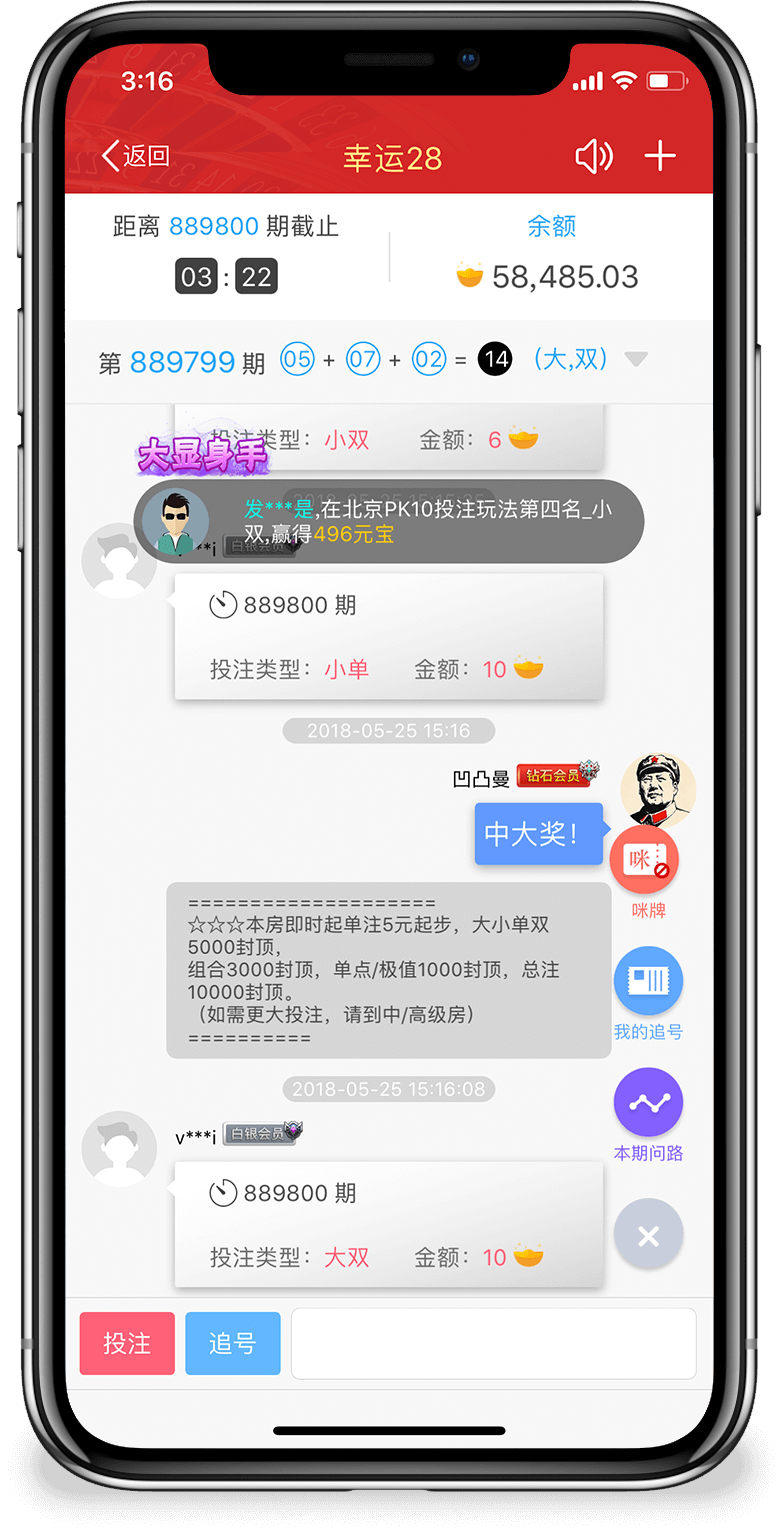 3:16
返回
幸运28
距离 889800 期截止
余额
03 : 22
58,485.03
第 889799 期 05 + 07 + 02 = 14 (大,双)
投注类型：小双 金额：6
大显身手
发***是,在北京PK10投注玩法第四名_小
双,赢得496元宝
**i 白银会员
889800 期
投注类型：小单 金额：10
2018-05-25 15:16
凹凸曼 钻石会员
中大奖！
咪
咪牌
====================
☆☆☆本房即时起单注5元起步，大小单双
5000封顶，
组合3000封顶，单点/极值1000封顶，总注
10000封顶。
（如需更大投注，请到中/高级房）
==========
我的追号
2018-05-25 15:16:08
本期问路
v***i 白银会员
889800 期
投注类型：大双 金额：10
投注
追号